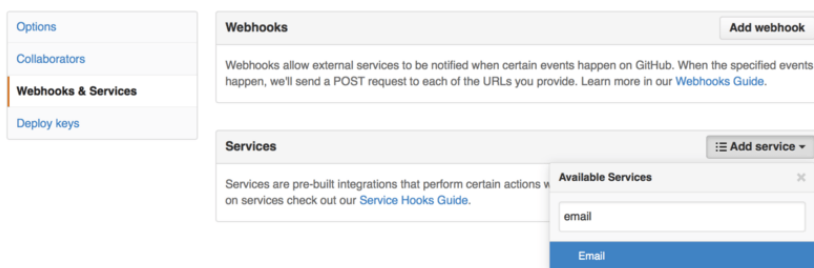 Options
Collaborators
Webhooks & Services
Deploy keys
Webhooks
Add webhook
Webhooks allow external services to be notified when certain events happen on GitHub. When the specified events
happen, we'll send a POST request to each of the URLs you provide. Learn more in our Webhooks Guide.
Services
Add service
Services are pre-built integrations that perform certain actions
on services check out our Service Hooks Guide.
Available Services
email
Email